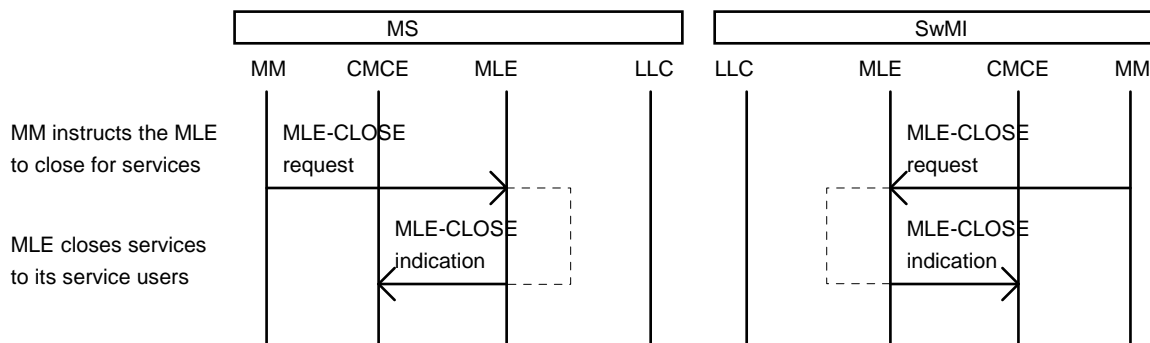 MS
SwMI
MM CMCE MLE LLC LLC MLE CMCE MM
MM instructs the MLE
to close for services
MLE-CLOSE
request
MLE-CLOSE
request
MLE closes services
to its service users
MLE-CLOSE
indication
MLE-CLOSE
indication